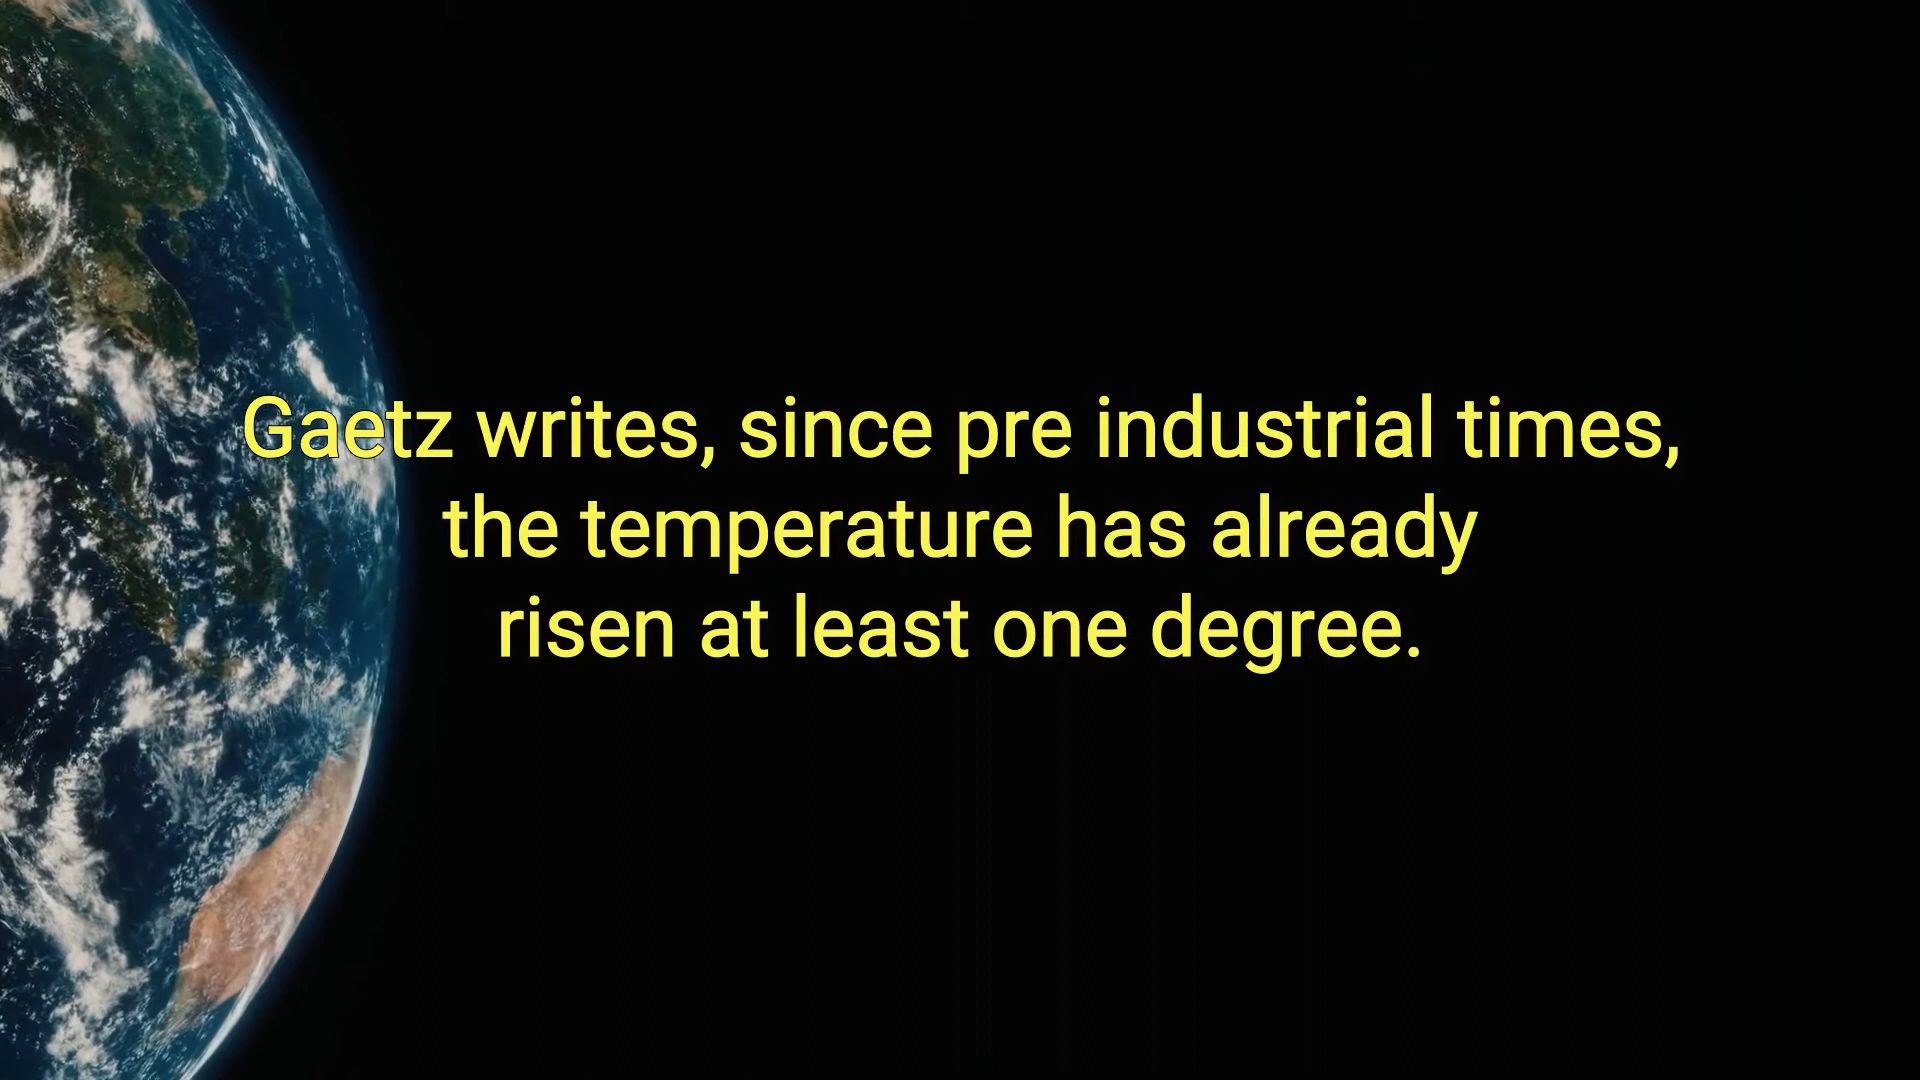 Gaetz writes, since pre industrial times,
the temperature has already
risen at least one degree.